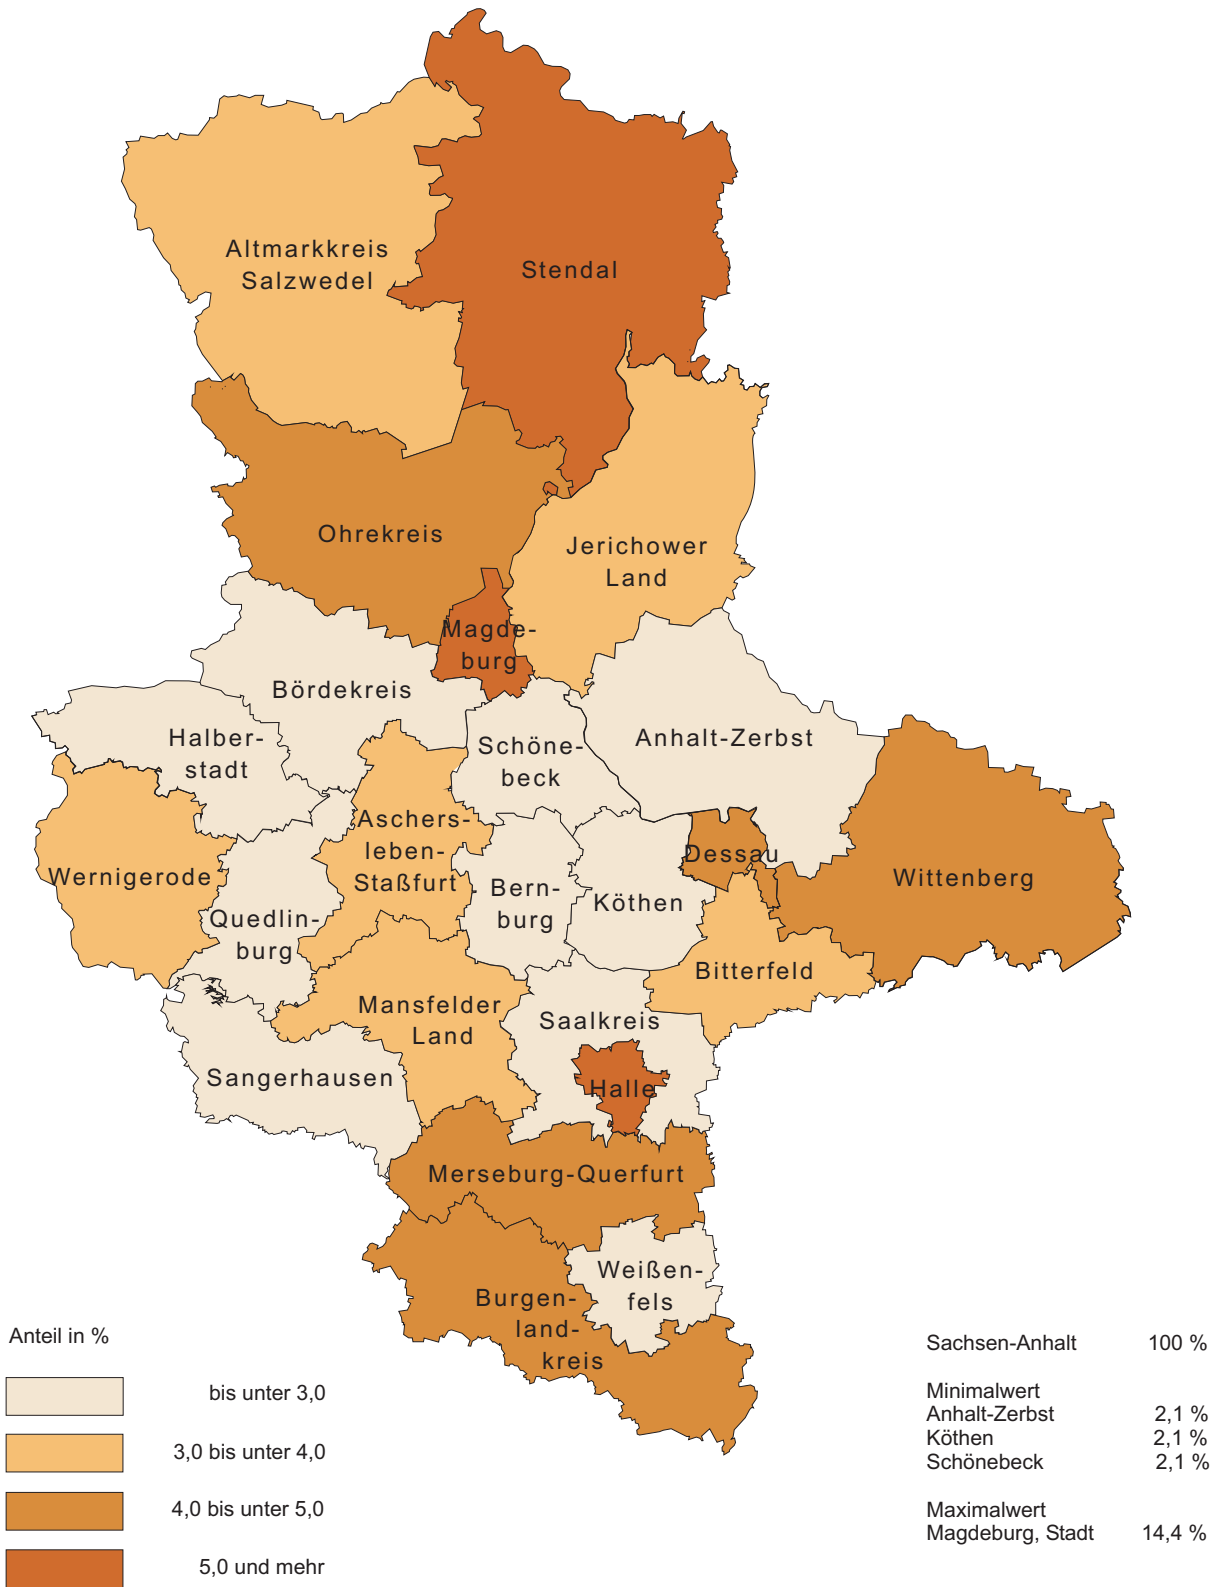 Altmarkkreis
Salzwedel
Stendal
Ohrekreis
Jerichower
Land
Magde-
burg
Bördekreis
Halber-
stadt
Schöne-
beck
Anhalt-Zerbst
Aschers-
leben-
Staßfurt
Wernigerode
Dessau
Wittenberg
Bern-
burg
Köthen
Quedlin-
burg
Bitterfeld
Mansfelder
Land
Saalkreis
Sangerhausen
Halle
Merseburg-Querfurt
Weißen-
fels
Burgen-
land-
kreis
Anteil in %
bis unter 3,0
3,0 bis unter 4,0
4,0 bis unter 5,0
5,0 und mehr
Sachsen-Anhalt 100 %
Minimalwert
Anhalt-Zerbst 2,1 %
Köthen 2,1 %
Schönebeck 2,1 %
Maximalwert
Magdeburg, Stadt 14,4 %